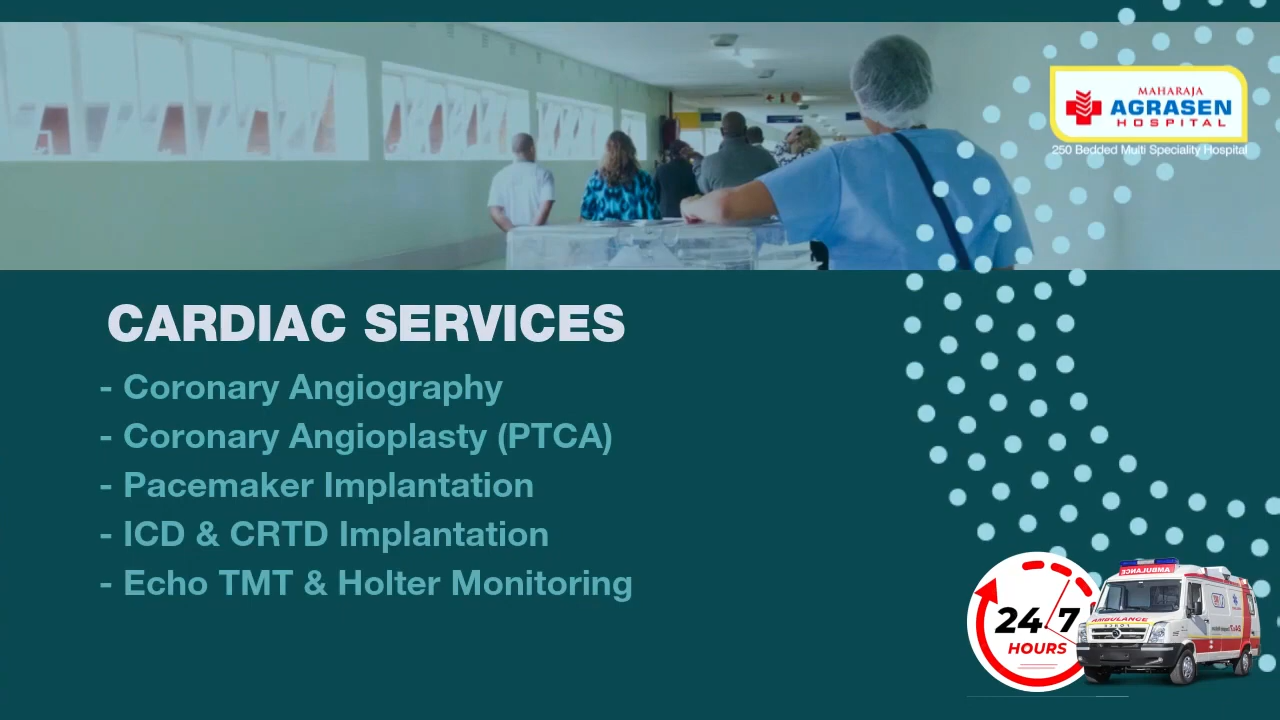 MAHARAJA
AGRASEN
HOSPITAL
250 Bedded Multi Speciality Hospital
CARDIAC SERVICES
- Coronary Angiography
- Coronary Angioplasty (PTCA)
- Pacemaker Implantation
- ICD & CRTD Implantation
- Echo TMT & Holter Monitoring
24 7
HOURS
AMBULANCE
AMBULANCE